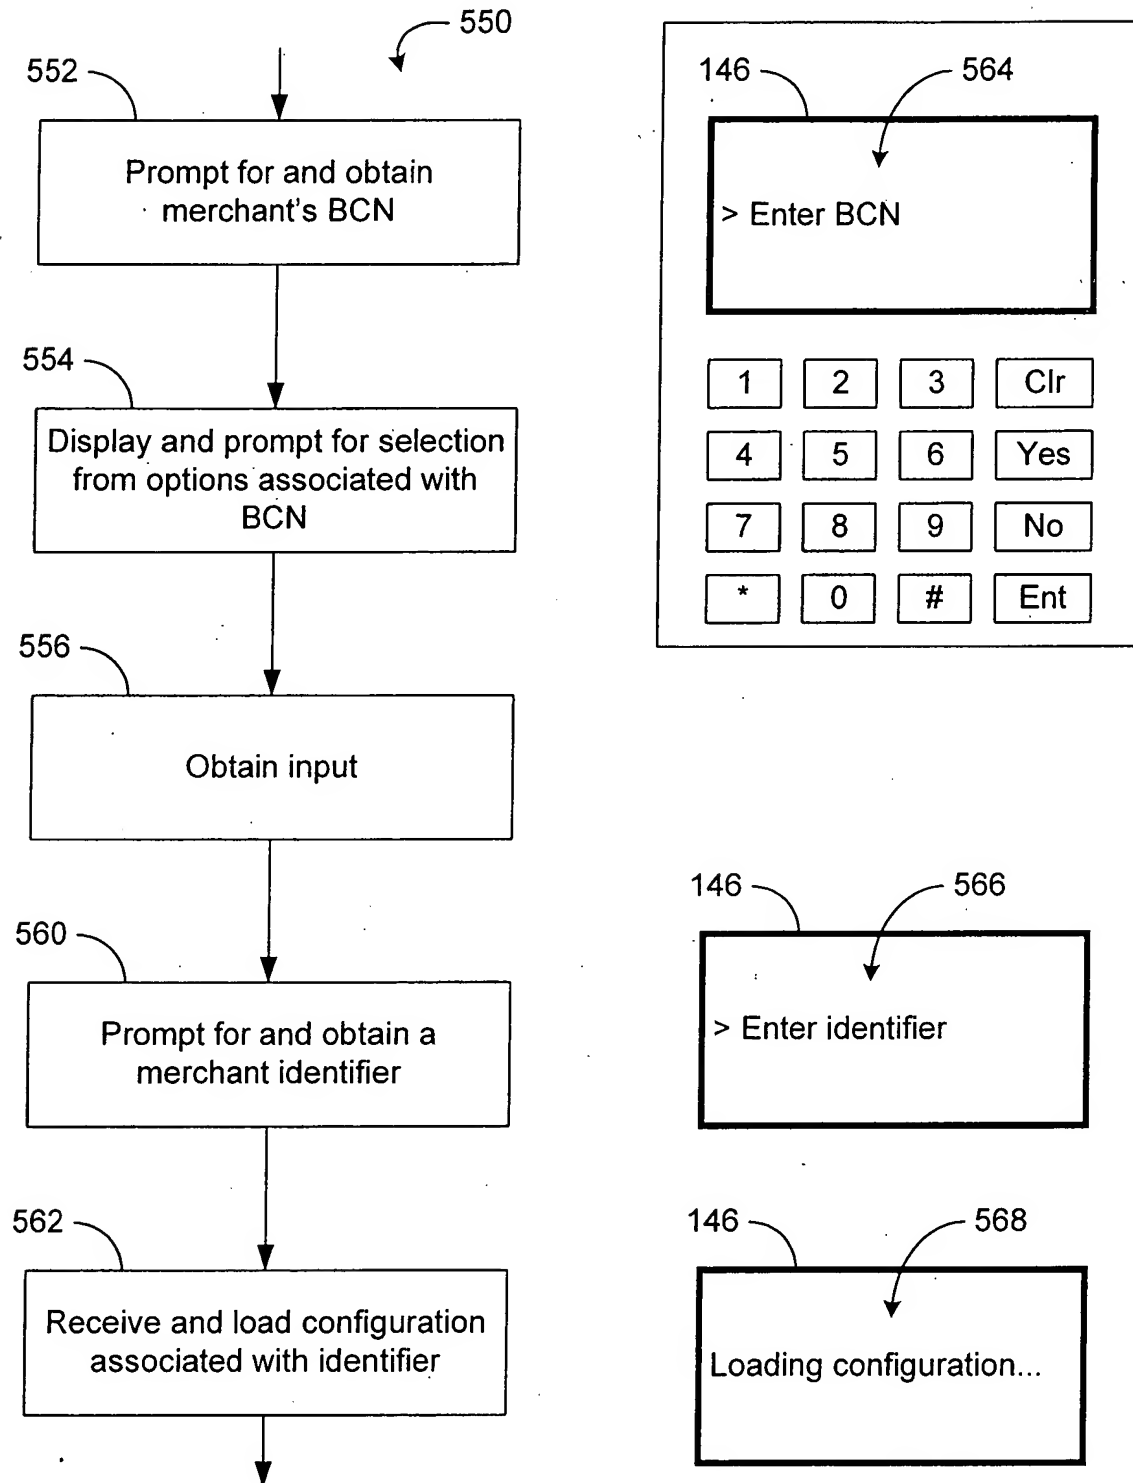 550
552
Prompt for and obtain
merchant's BCN
554
Display and prompt for selection
from options associated with
BCN
556
Obtain input
560
Prompt for and obtain a
merchant identifier
562
Receive and load configuration
associated with identifier
146
564
> Enter BCN
1 2 3 Clr
4 5 6 Yes
7 8 9 No
* 0 # Ent
146
566
> Enter identifier
146
568
Loading configuration...